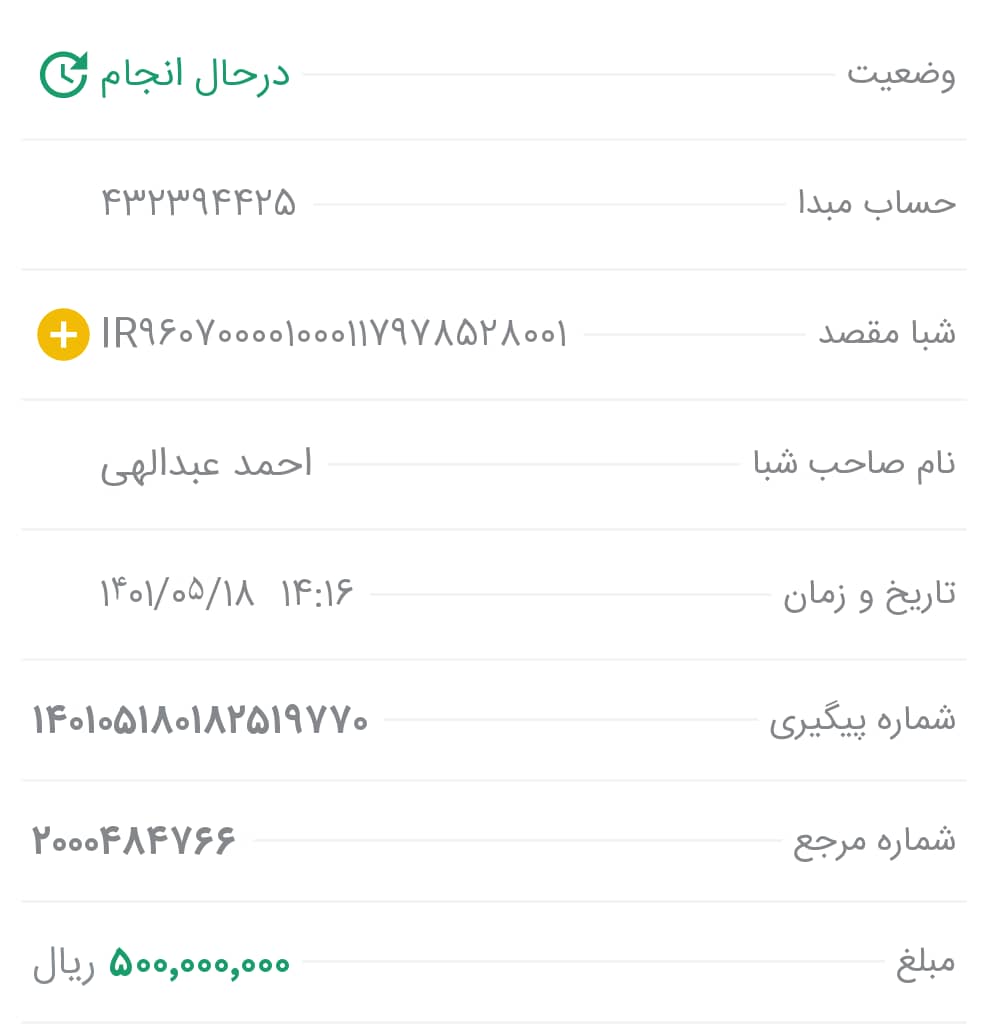 وضعیت درحال انجام
حساب مبدا ۴۳۲۳۹۴۴۲۵
شبا مقصد IR۹۶۰۷۰۰۰۰۱۰۰۰۱۱۷۹۷۸۵۲۸۰۰۱
نام صاحب شبا احمد عبدالهی
تاریخ و زمان ۱۴۰۱/۰۵/۱۸ ۱۴:۱۶
شماره پیگیری ۱۴۰۱۰۵۱۸۰۱۸۲۵۱۹۷۷۰
شماره مرجع ۲۰۰۰۴۸۴۷۶۶
مبلغ ۵۰۰,۰۰۰,۰۰۰ ریال